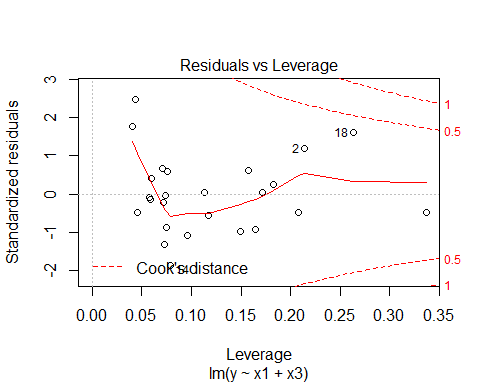 Residuals vs Leverage
Standardized residuals
3
2
1
0
-1
-2
1
0.5
0.5
1
18
2
Cook's distance
0.00 0.05 0.10 0.15 0.20 0.25 0.30 0.35
Leverage
lm(y ~ x1 + x3)